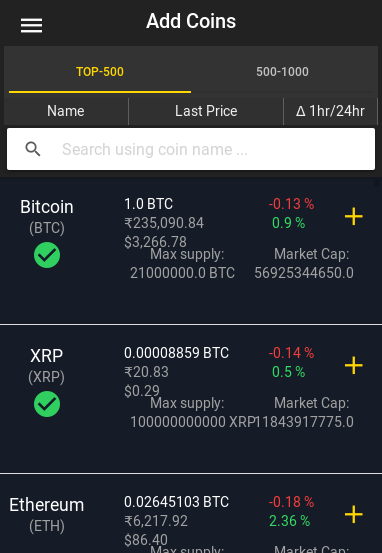 Add Coins
TOP-500 500-1000
Name Last Price Δ 1hr/24hr
Search using coin name ...
Bitcoin 1.0 BTC -0.13 %
(BTC) ₹235,090.84 0.9 %
$3,266.78
Max supply: Market Cap:
21000000.0 BTC 56925344650.0
XRP 0.00008859 BTC -0.14 %
(XRP) ₹20.83 0.5 %
$0.29
Max supply: Market Cap:
100000000000 XRP 11843917775.0
Ethereum 0.02645103 BTC -0.18 %
(ETH) ₹6,217.92 2.36 %
$86.40
Max supply: Market Cap: